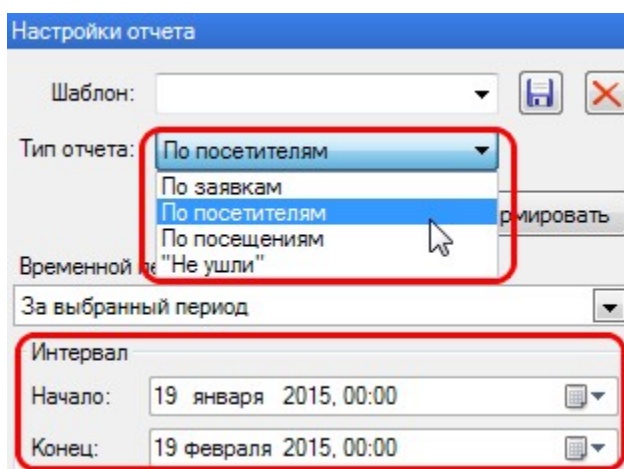 Настройки отчета
Шаблон:
Тип отчета: По посетителям
По заявкам
По посетителям
По посещениям
"Не ушли"
Временной
За выбранный период
Интервал
Начало: 19 января 2015, 00:00
Конец: 19 февраля 2015, 00:00